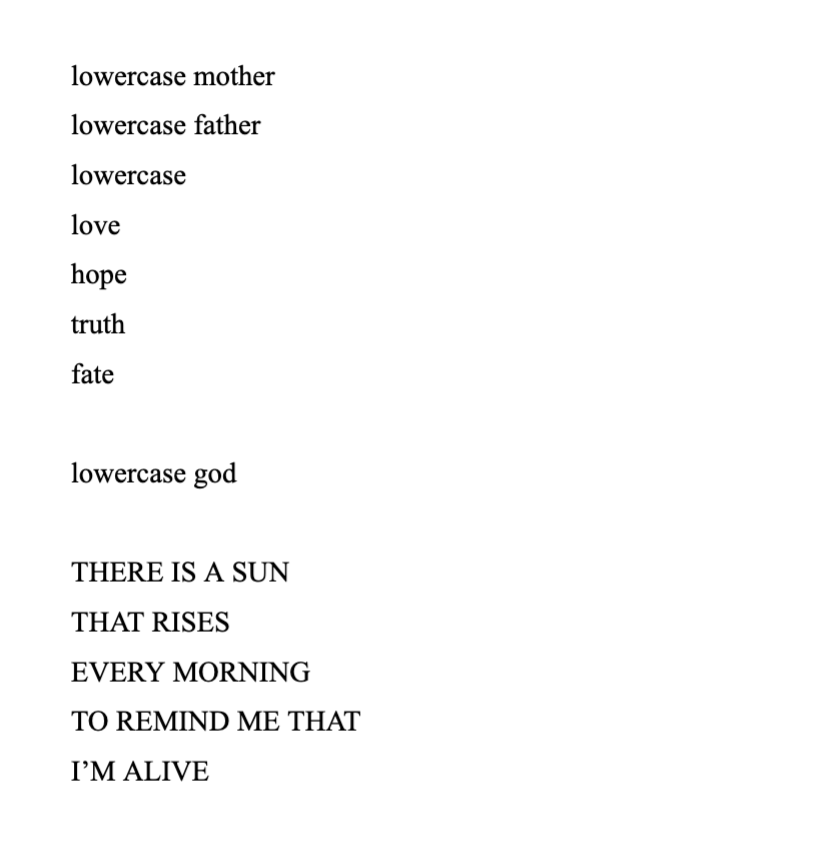 lowercase mother
lowercase father
lowercase
love
hope
truth
fate
lowercase god
THERE IS A SUN
THAT RISES
EVERY MORNING
TO REMIND ME THAT
I’M ALIVE